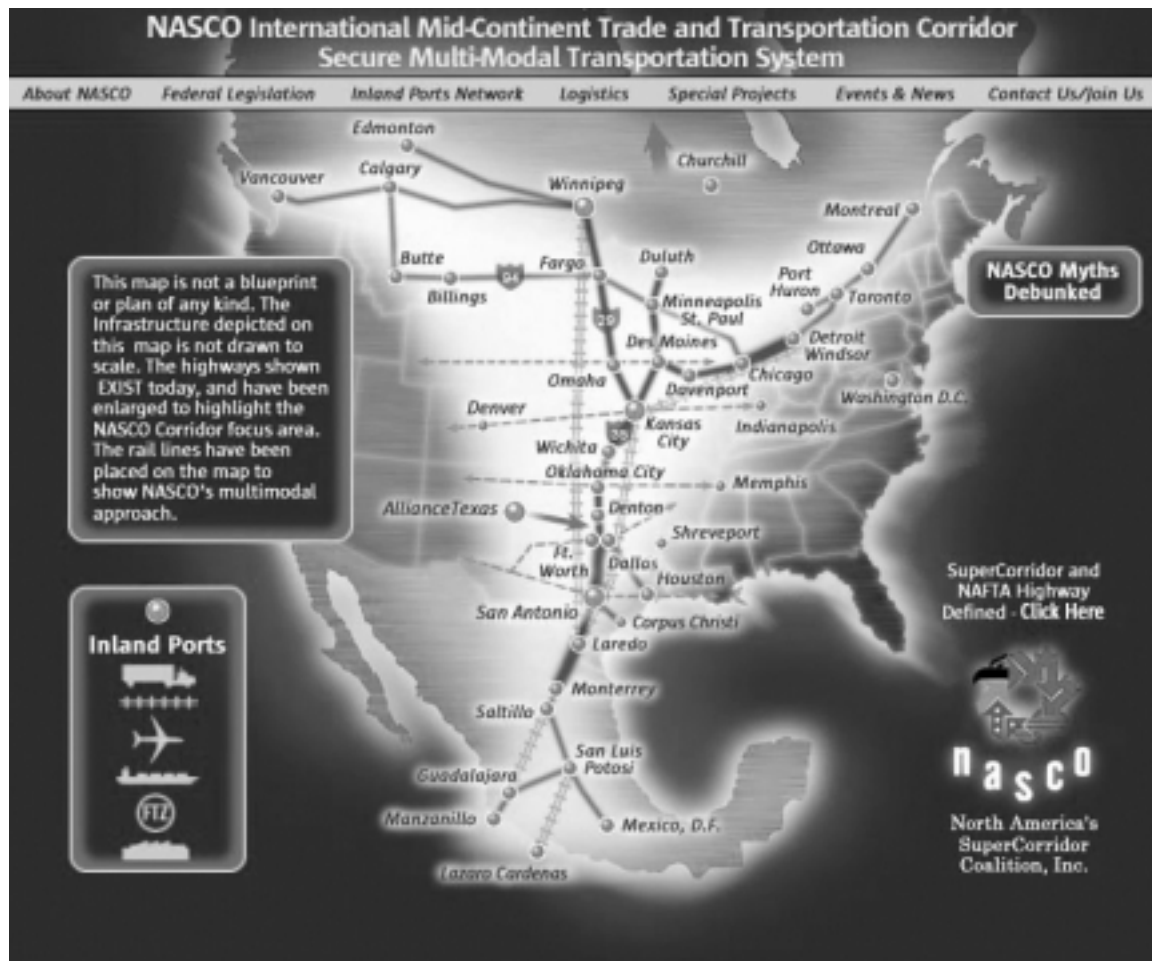 NASCO International Mid-Continent Trade and Transportation Corridor
Secure Multi-Modal Transportation System
About NASCO Federal Legislation Inland Ports Network Logistics Special Projects Events & News Contact Us/Join Us
Edmonton
Calgary
Vancouver
Winnipeg
Churchill
Montreal
Ottawa
Butte
Billings
94
Fargo
Duluth
Port
Huron
Toronto
Minneapolis
St. Paul
29
Des Moines
Detroit
Windsor
Omaha
Davenport
Chicago
Washington D.C.
Denver
Kansas
City
Indianapolis
35
Wichita
Oklahoma City
Memphis
AllianceTexas
Denton
Shreveport
Ft.
Worth
Dallas
Houston
San Antonio
Corpus Christi
Laredo
Monterrey
Saltillo
San Luis
Potosi
Guadalajara
Manzanillo
Mexico, D.F.
Lazaro Cardenas
This map is not a blueprint
or plan of any kind. The
Infrastructure depicted on
this map is not drawn to
scale. The highways shown
EXIST today, and have been
enlarged to highlight the
NASCO Corridor focus area.
The rail lines have been
placed on the map to
show NASCO's multimodal
approach.
NASCO Myths
Debunked
Inland Ports
FTZ
SuperCorridor and
NAFTA Highway
Defined - Click Here
nasco
North America's
SuperCorridor
Coalition, Inc.